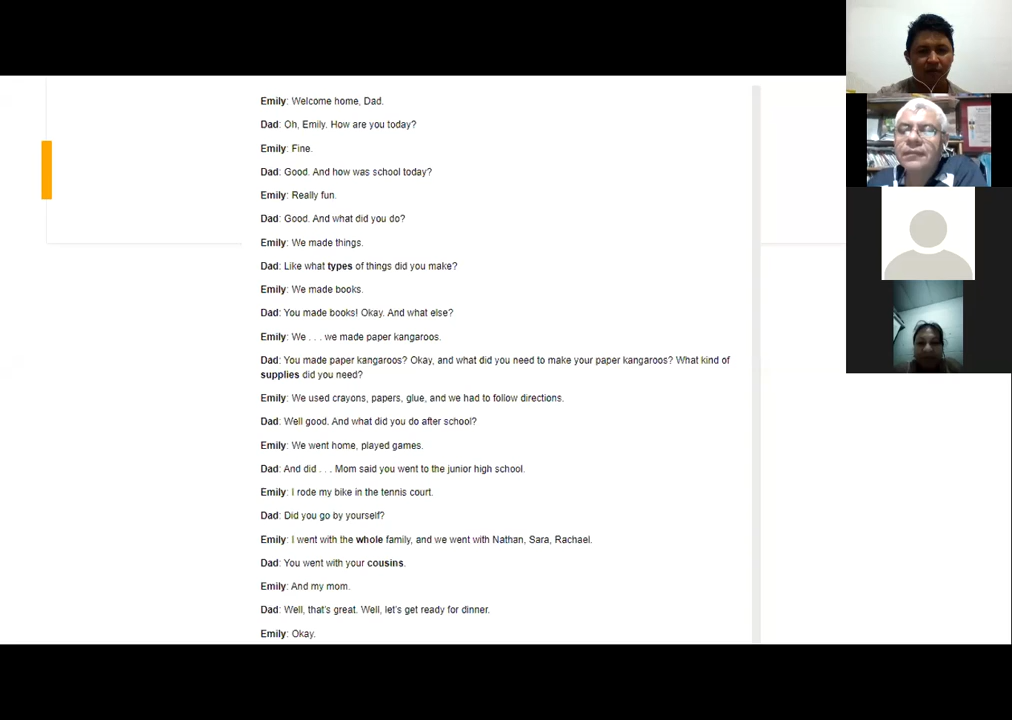 Emily: Welcome home, Dad.
Dad: Oh, Emily. How are you today?
Emily: Fine.
Dad: Good. And how was school today?
Emily: Really fun.
Dad: Good. And what did you do?
Emily: We made things.
Dad: Like what types of things did you make?
Emily: We made books.
Dad: You made books! Okay. And what else?
Emily: We . . . we made paper kangaroos.
Dad: You made paper kangaroos? Okay, and what did you need to make your paper kangaroos? What kind of
supplies did you need?
Emily: We used crayons, papers, glue, and we had to follow directions.
Dad: Well good. And what did you do after school?
Emily: We went home, played games.
Dad: And did . . . Mom said you went to the junior high school.
Emily: I rode my bike in the tennis court.
Dad: Did you go by yourself?
Emily: I went with the whole family, and we went with Nathan, Sara, Rachael.
Dad: You went with your cousins.
Emily: And my mom.
Dad: Well, that's great. Well, let's get ready for dinner.
Emily: Okay.